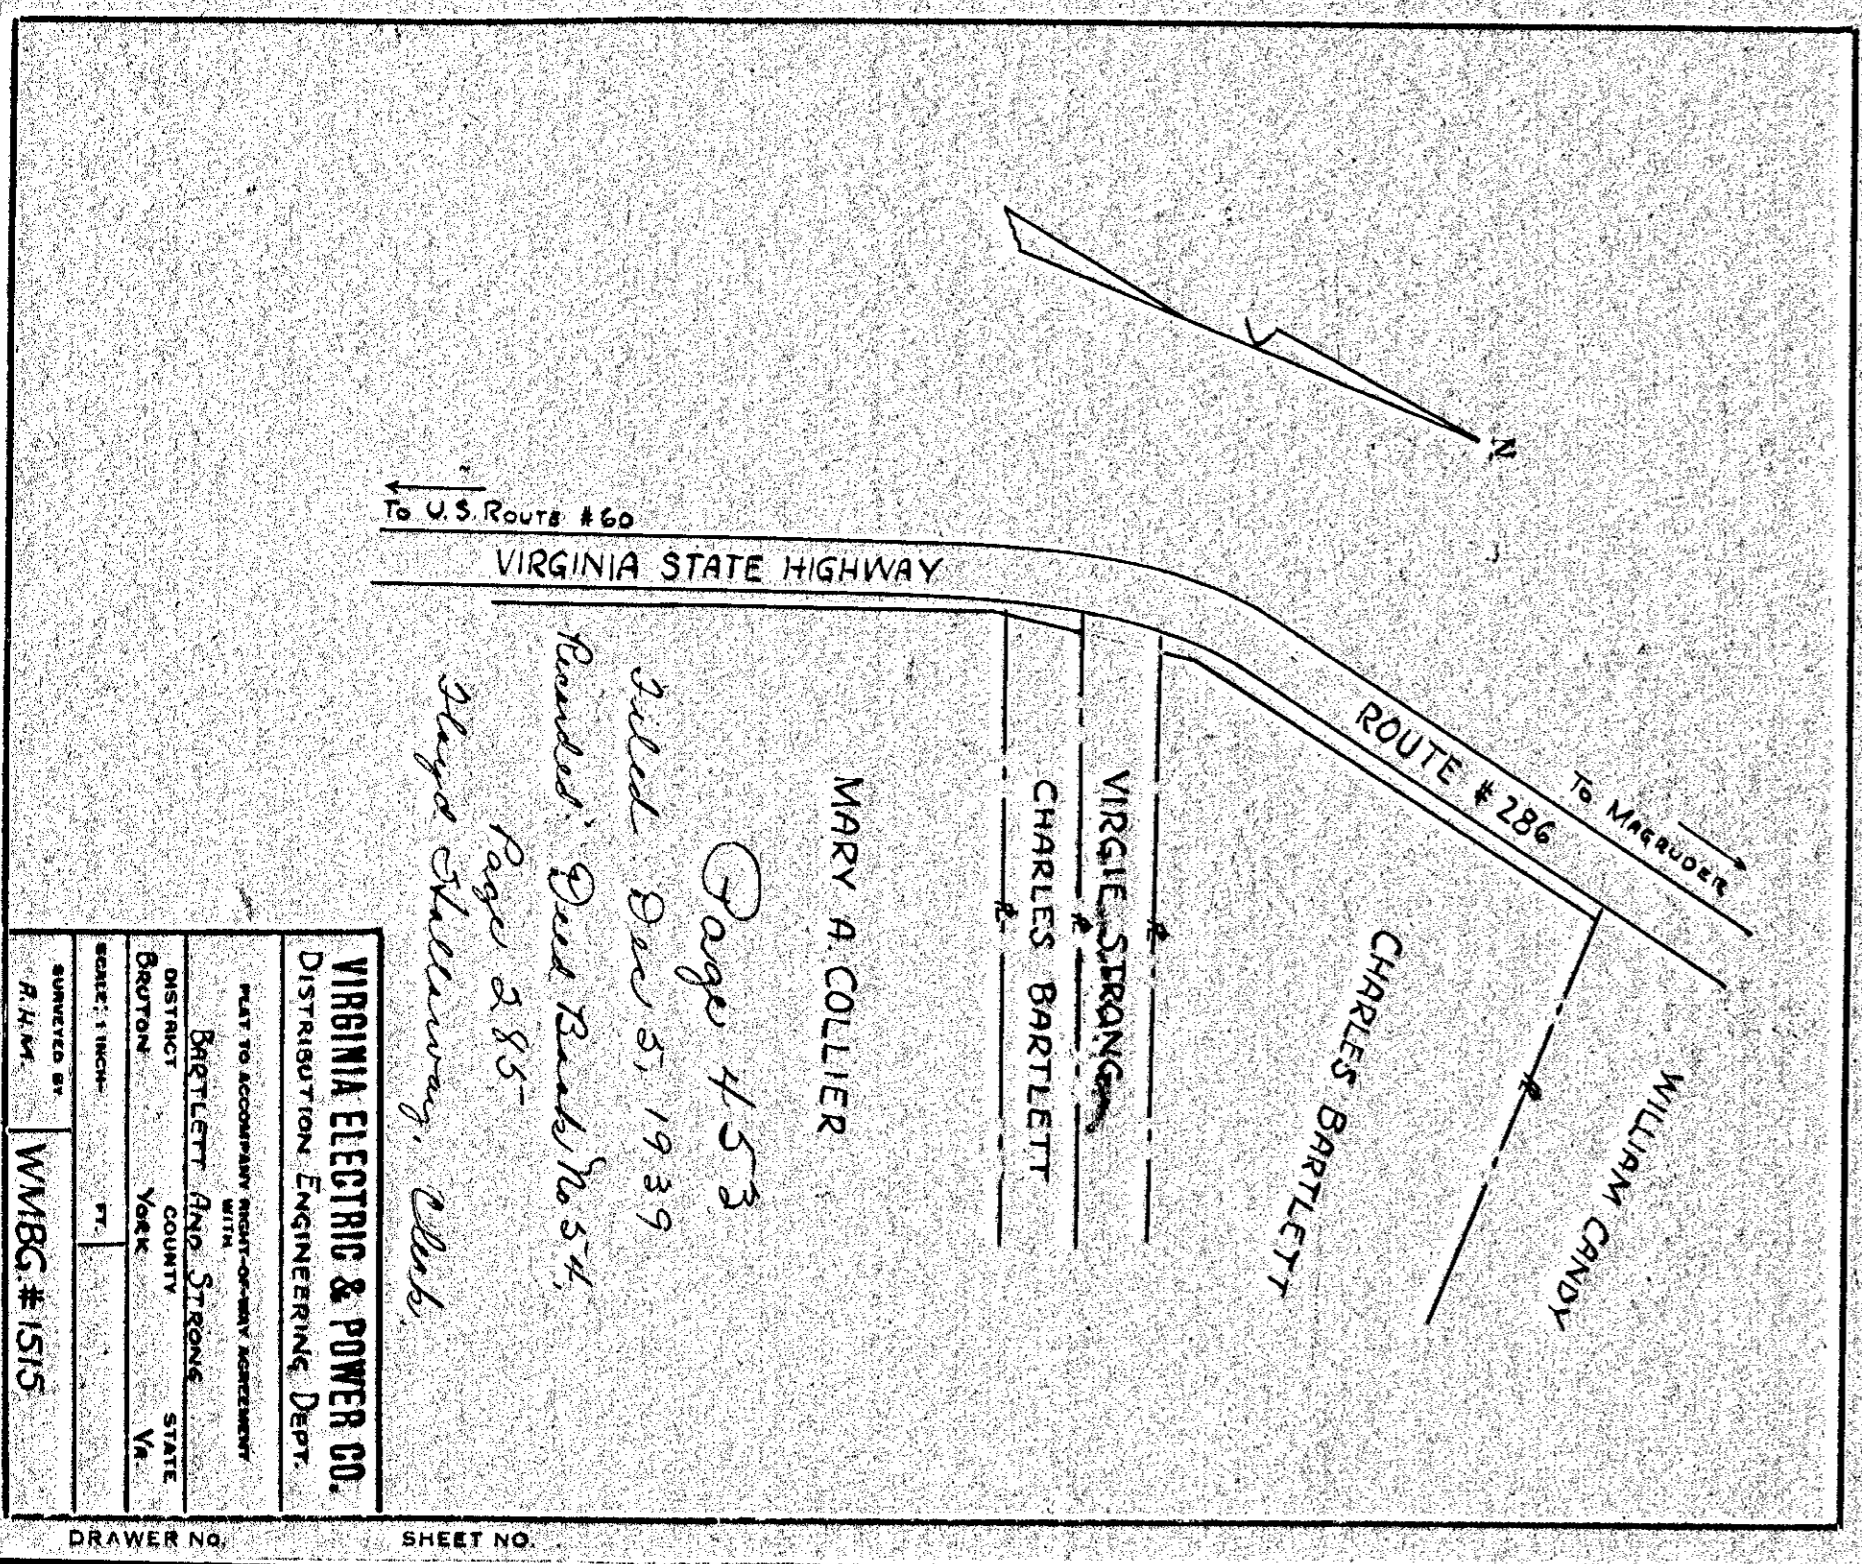 N
To U.S. ROUTE #60
VIRGINIA STATE HIGHWAY
ROUTE #286
To MAGRUDER
WILLIAM CANDY
CHARLES BARTLETT
VIRGIE STRONG
CHARLES BARTLETT
MARY A. COLLIER
Page 453
Filed Dec 5, 1939
Recorded Deed Book No 54,
Page 285
Floyd Holloway, Clerk.
VIRGINIA ELECTRIC & POWER CO.
DISTRIBUTION ENGINEERING DEPT.
PLAT TO ACCOMPANY RIGHT-OF-WAY AGREEMENT
WITH
BARTLETT AND STRONG
DISTRICT COUNTY STATE
BRUTON YORK VA
SCALE: 1 INCH= FT.
SURVEYED BY
A.H.M. WMBG #1515
DRAWER NO. SHEET NO.